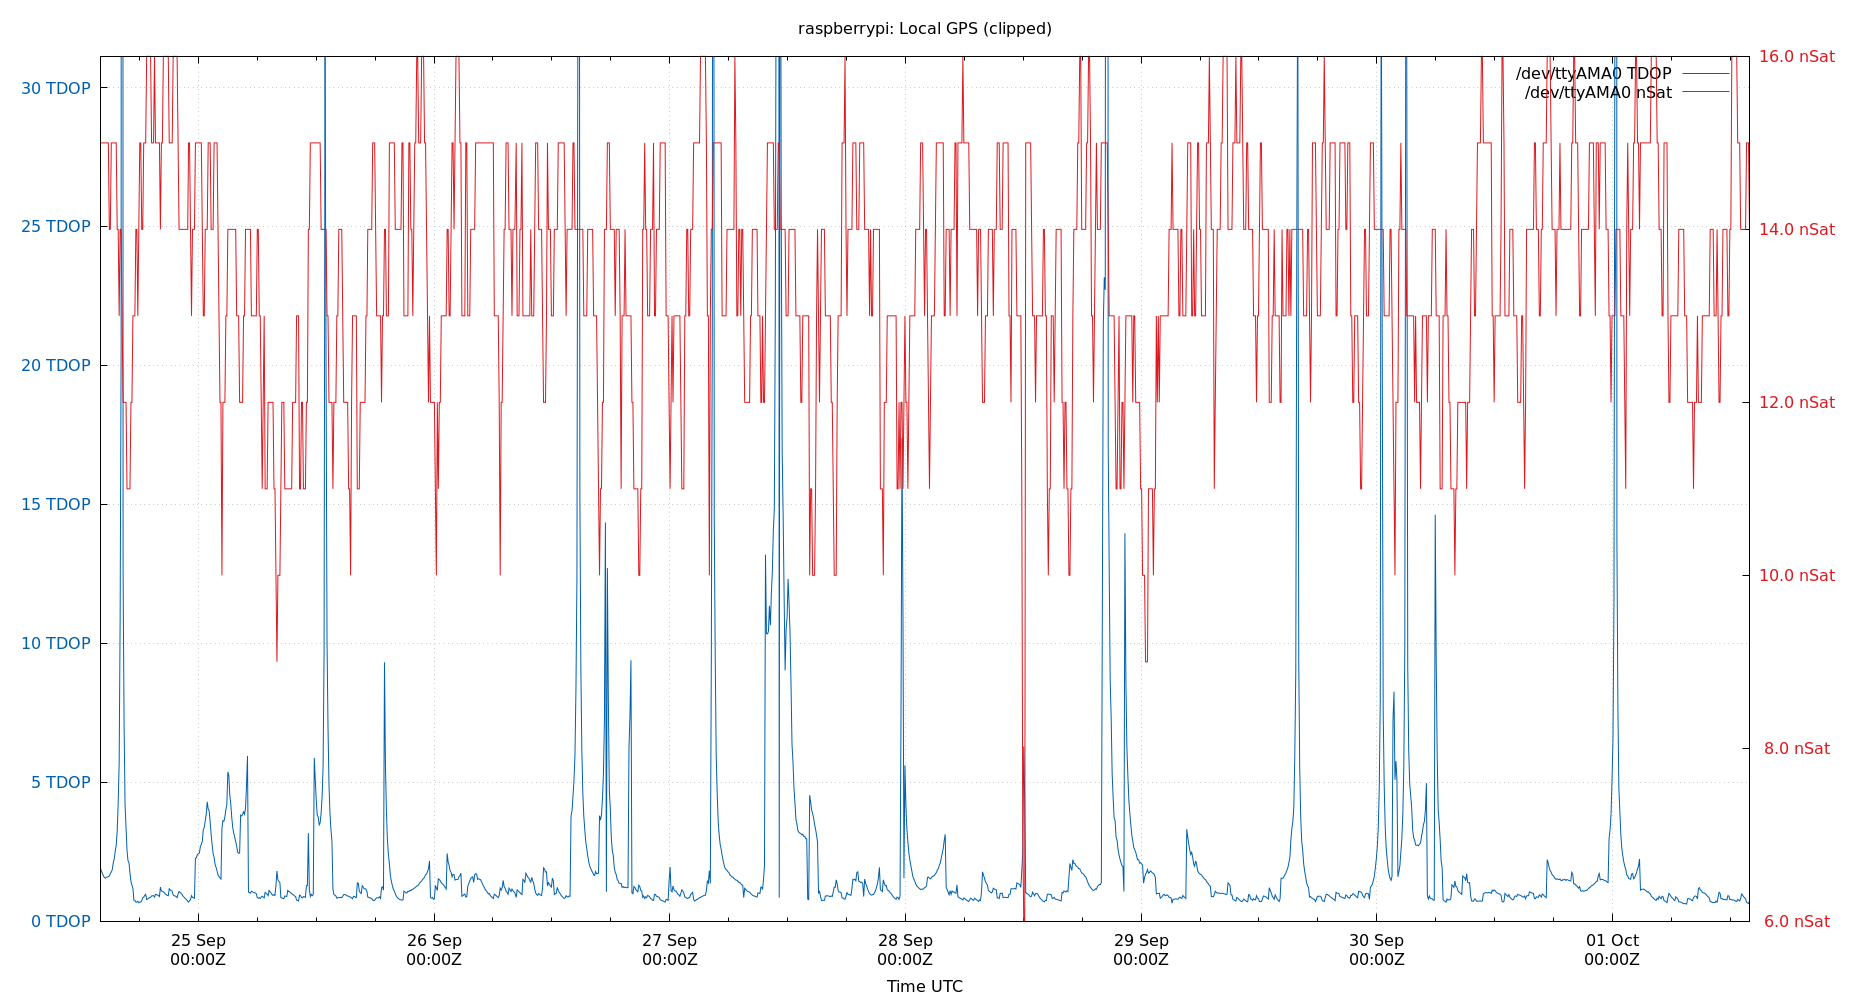 raspberrypi: Local GPS (clipped)
/dev/ttyAMA0 TDOP
/dev/ttyAMA0 nSat
30 TDOP
25 TDOP
20 TDOP
15 TDOP
10 TDOP
5 TDOP
0 TDOP
16.0 nSat
14.0 nSat
12.0 nSat
10.0 nSat
8.0 nSat
6.0 nSat
25 Sep
00:00Z
26 Sep
00:00Z
27 Sep
00:00Z
28 Sep
00:00Z
29 Sep
00:00Z
30 Sep
00:00Z
01 Oct
00:00Z
Time UTC